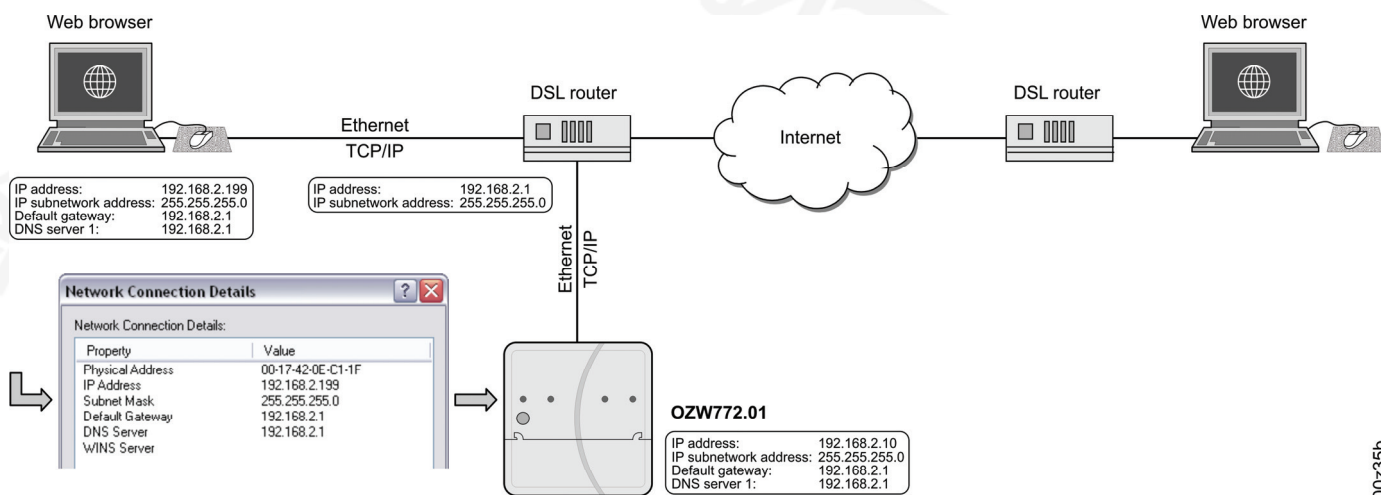 Web browser
Web browser
DSL router
DSL router
Ethernet
TCP/IP
Internet
IP address: 192.168.2.199
IP subnetwork address: 255.255.255.0
Default gateway: 192.168.2.1
DNS server 1: 192.168.2.1
IP address: 192.168.2.1
IP subnetwork address: 255.255.255.0
Ethernet
TCP/IP
Network Connection Details
Network Connection Details:
Property Value
Physical Address 00-17-42-0E-C1-1F
IP Address 192.168.2.199
Subnet Mask 255.255.255.0
Default Gateway 192.168.2.1
DNS Server 192.168.2.1
WINS Server
OZW772.01
IP address: 192.168.2.10
IP subnetwork address: 255.255.255.0
Default gateway: 192.168.2.1
DNS server 1: 192.168.2.1